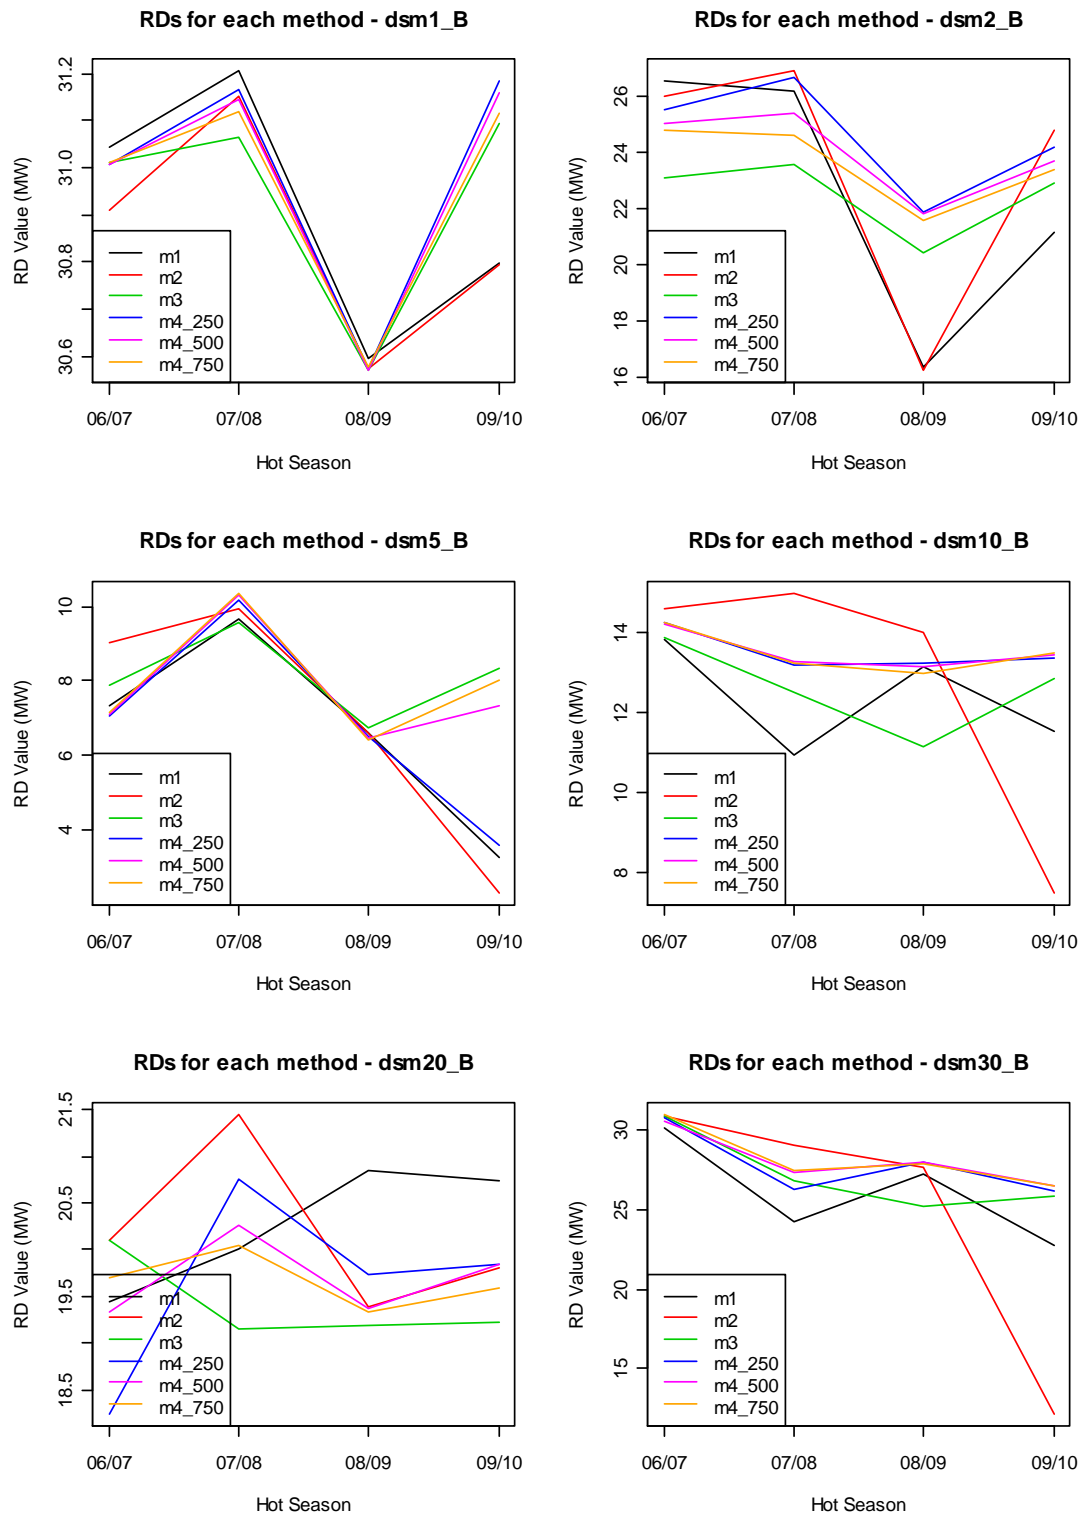 RDs for each method - dsm1_B
RD Value (MW)
31.2
31.0
30.8
30.6
m1
m2
m3
m4_250
m4_500
m4_750
06/07 07/08 08/09 09/10
Hot Season
RDs for each method - dsm2_B
RD Value (MW)
26
24
22
20
18
16
m1
m2
m3
m4_250
m4_500
m4_750
06/07 07/08 08/09 09/10
Hot Season
RDs for each method - dsm5_B
RD Value (MW)
10
8
6
4
m1
m2
m3
m4_250
m4_500
m4_750
06/07 07/08 08/09 09/10
Hot Season
RDs for each method - dsm10_B
RD Value (MW)
14
12
10
8
m1
m2
m3
m4_250
m4_500
m4_750
06/07 07/08 08/09 09/10
Hot Season
RDs for each method - dsm20_B
RD Value (MW)
21.5
20.5
19.5
18.5
m1
m2
m3
m4_250
m4_500
m4_750
06/07 07/08 08/09 09/10
Hot Season
RDs for each method - dsm30_B
RD Value (MW)
30
25
20
15
m1
m2
m3
m4_250
m4_500
m4_750
06/07 07/08 08/09 09/10
Hot Season